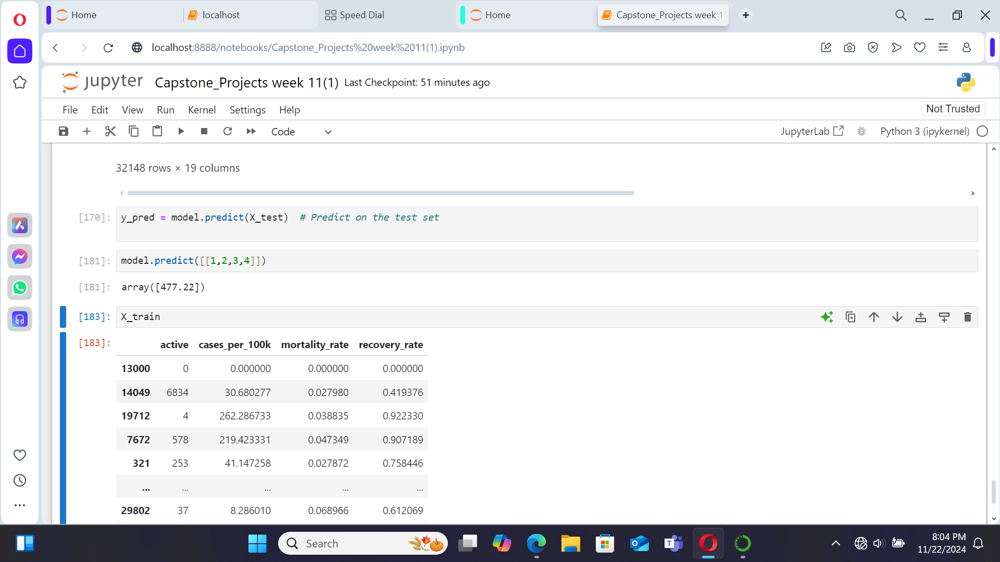 Home
localhost
Speed Dial
Home
Capstone_Projects week 1
localhost:8888/notebooks/Capstone_Projects%20week%2011(1).ipynb
jupyter Capstone_Projects week 11(1) Last Checkpoint: 51 minutes ago
File Edit View Run Kernel Settings Help
Not Trusted
Code
JupyterLab
Python 3 (ipykernel)
32148 rows × 19 columns
[170]: y_pred = model.predict(X_test)  # Predict on the test set
[181]: model.predict([[1,2,3,4]])
[181]: array([477.22])
[183]: X_train
[183]:
active cases_per_100k mortality_rate recovery_rate
13000 0 0.000000 0.000000 0.000000
14049 6834 30.680277 0.027980 0.419376
19712 4 262.286733 0.038835 0.922330
7672 578 219.423331 0.047349 0.907189
321 253 41.147258 0.027872 0.758446
... ... ... ... ...
29802 37 8.286010 0.068966 0.612069
Search
8:04 PM
11/22/2024